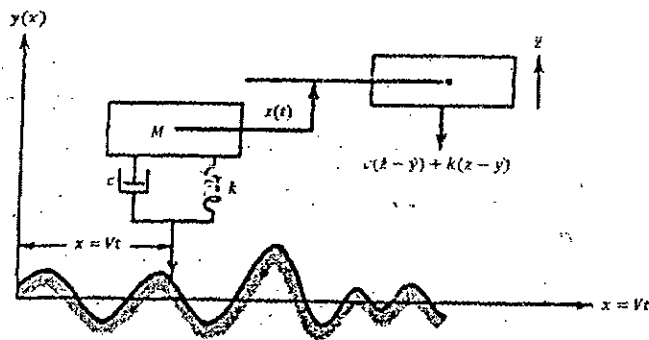 y(x)
z̈
z(t)
M
c(ż − ẏ) + k(z − y)
c
k
x = Vt
x = Vt